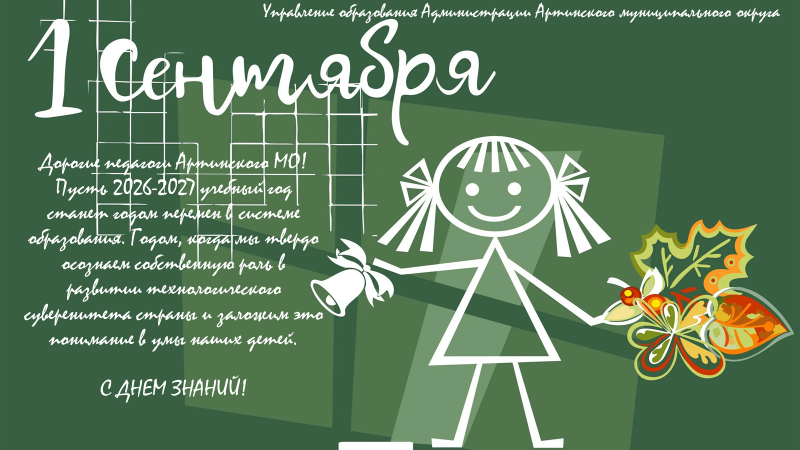 Управление образования Администрации Артинского муниципального округа
1 Сентября
Дорогие педагоги Артинского МО!
Пусть 2026-2027 учебный год
станет годом перемен в системе
образования. Годом, когда мы твердо
осознаем собственную роль в
развитии технологического
суверенитета страны и заложим это
понимание в умы наших детей.
С ДНЕМ ЗНАНИЙ!